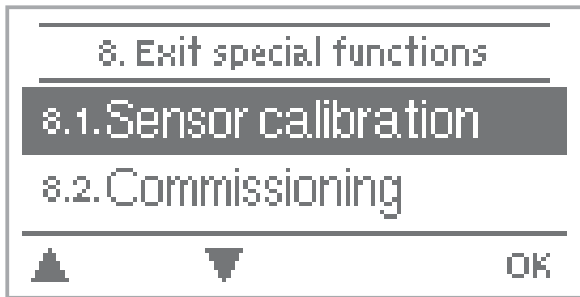 8. Exit special functions
8.1.Sensor calibration
8.2.Commissioning
OK